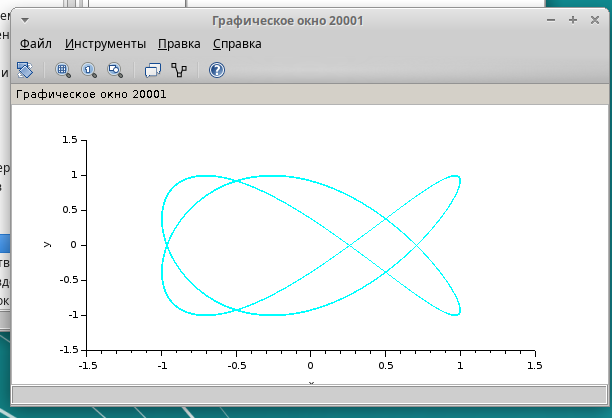 Графическое окно 20001
Файл Инструменты Правка Справка
Графическое окно 20001
1.5
1
0.5
y 0
-0.5
-1
-1.5
-1.5 -1 -0.5 0 0.5 1 1.5